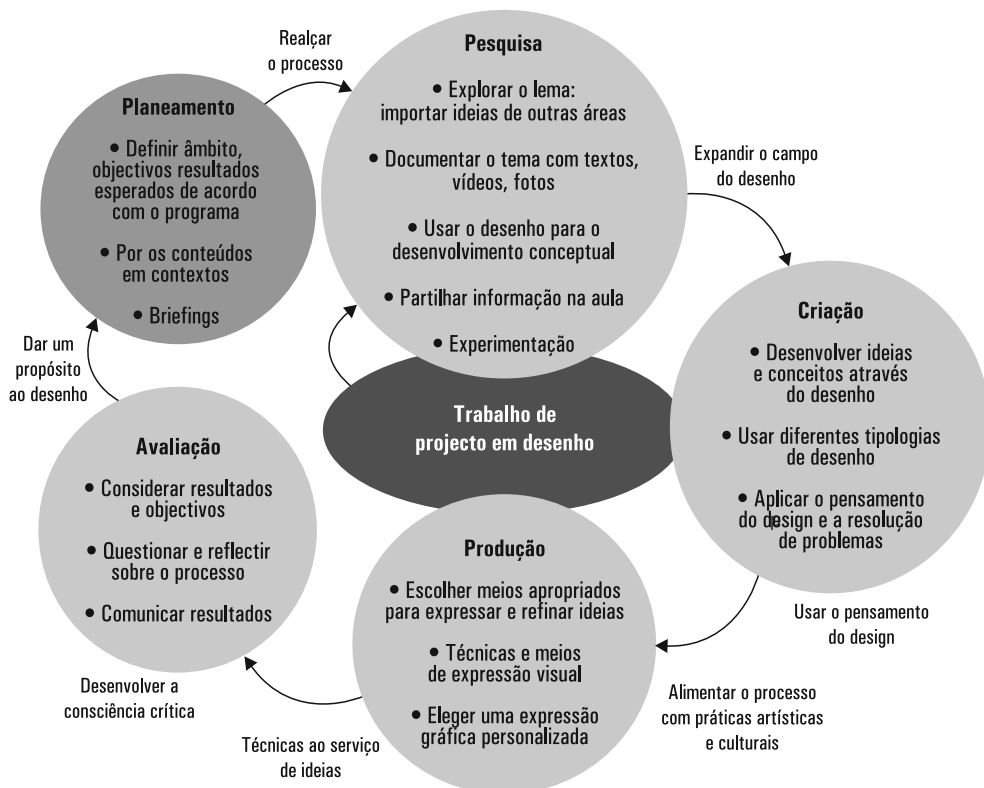 Realçar
o processo
Planeamento
• Definir âmbito,
objectivos resultados
esperados de acordo
com o programa
• Por os conteúdos
em contextos
• Briefings
Pesquisa
• Explorar o lema:
importar ideias de outras áreas
• Documentar o tema com textos,
vídeos, fotos
• Usar o desenho para o
desenvolvimento conceptual
• Partilhar informação na aula
• Experimentação
Expandir o campo
do desenho
Criação
• Desenvolver ideias
e conceitos através
do desenho
• Usar diferentes tipologias
de desenho
• Aplicar o pensamento
do design e a resolução
de problemas
Usar o pensamento
do design
Trabalho de
projecto em desenho
Produção
• Escolher meios apropriados
para expressar e refinar ideias
• Técnicas e meios
de expressão visual
• Eleger uma expressão
gráfica personalizada
Alimentar o processo
com práticas artísticas
e culturais
Técnicas ao serviço
de ideias
Avaliação
• Considerar resultados
e objectivos
• Questionar e reflectir
sobre o processo
• Comunicar resultados
Desenvolver a
consciência crítica
Dar um
propósito
ao desenho